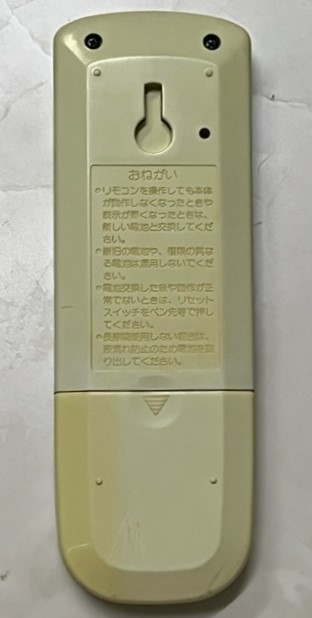 おねがい
●リモコンを操作しても本体
が動作しなくなったときや
表示が薄くなったときは、
新しい電池と交換してくだ
さい。
●新旧の電池や、種類の異な
る電池は混用しないでくだ
さい。
●電池交換した後や動作が正
常でないときは、リセット
スイッチをペン先等で押し
てください。
●長期間使用しない場合は、
液漏れ防止のため電池を取
り出してください。